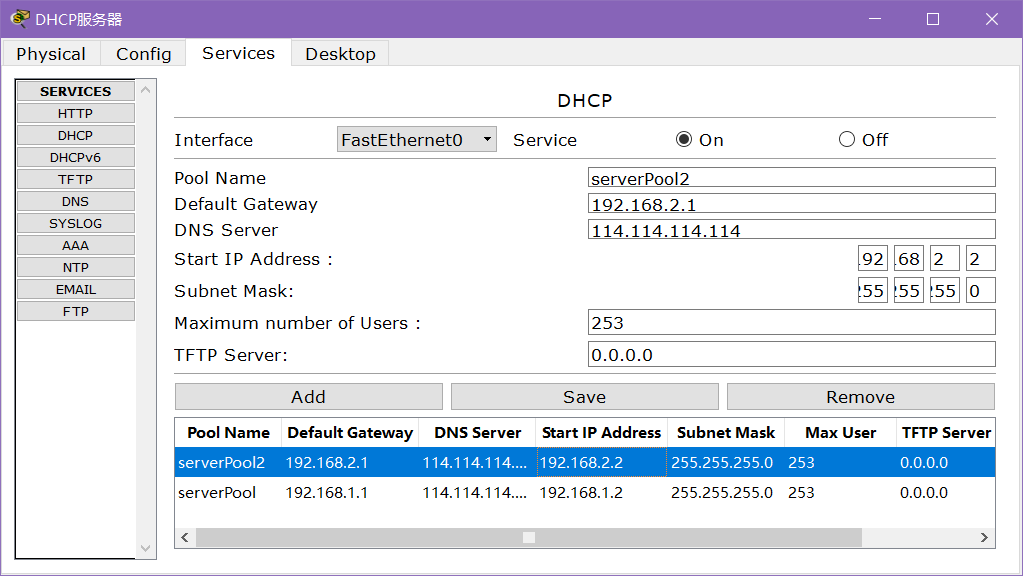 DHCP服务器
Physical Config Services Desktop
SERVICES
HTTP
DHCP
DHCPv6
TFTP
DNS
SYSLOG
AAA
NTP
EMAIL
FTP
DHCP
Interface FastEthernet0 Service On Off
Pool Name serverPool2
Default Gateway 192.168.2.1
DNS Server 114.114.114.114
Start IP Address : 92 68 2 2
Subnet Mask: 255 255 255 0
Maximum number of Users : 253
TFTP Server: 0.0.0.0
Add Save Remove
Pool Name Default Gateway DNS Server Start IP Address Subnet Mask Max User TFTP Server
serverPool2 192.168.2.1 114.114.114.... 192.168.2.2 255.255.255.0 253 0.0.0.0
serverPool 192.168.1.1 114.114.114.... 192.168.1.2 255.255.255.0 253 0.0.0.0